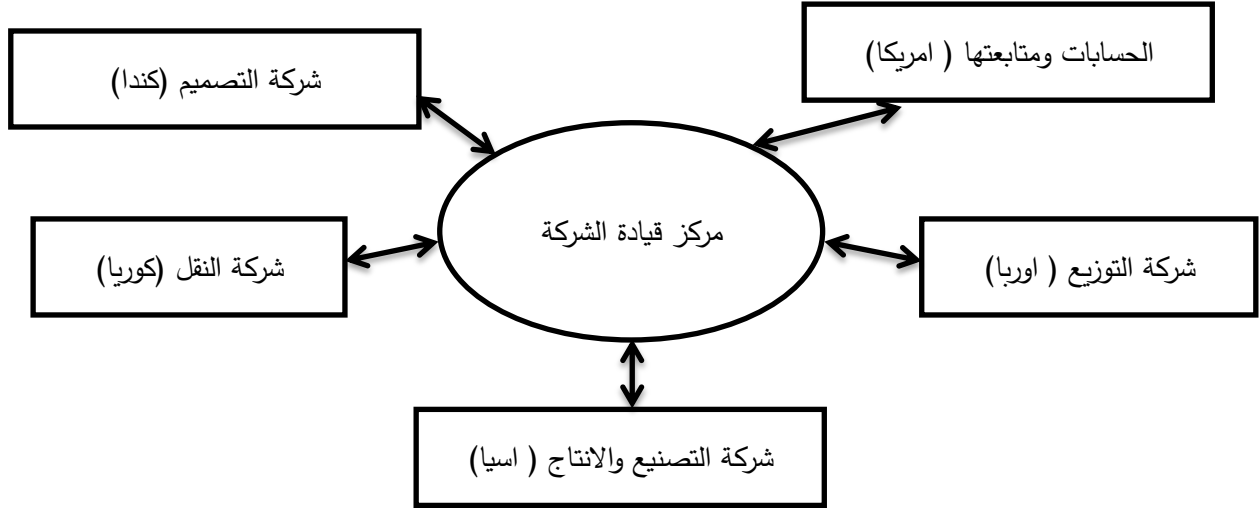 الحسابات ومتابعتها ( امريكا)
شركة التصميم (كندا)
مركز قيادة الشركة
شركة التوزيع ( اوربا)
شركة النقل (كوريا)
شركة التصنيع والانتاج ( اسيا)